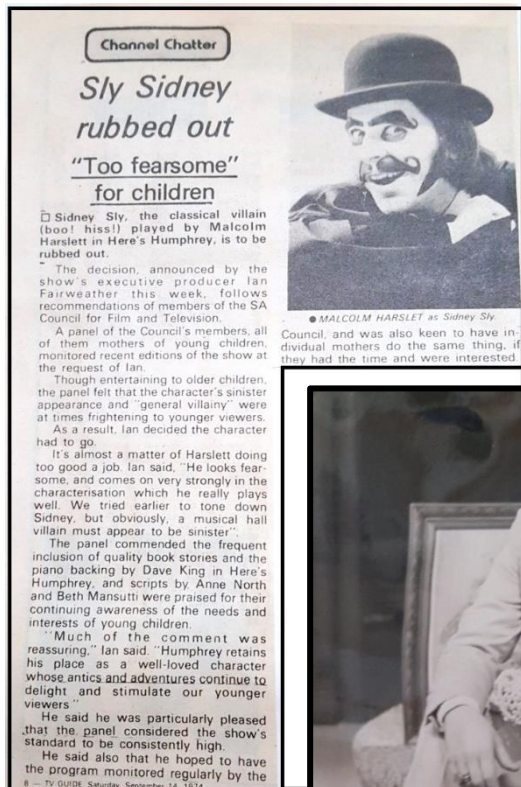 Channel Chatter
Sly Sidney
rubbed out
"Too fearsome"
for children
□ Sidney Sly, the classical villain
(boo! hiss!) played by Malcolm
Harslett in Here's Humphrey, is to be
rubbed out.
The decision, announced by the
show's executive producer Ian
Fairweather this week, follows
recommendations of members of the SA
Council for Film and Television.
A panel of the Council's members, all
of them mothers of young children,
monitored recent editions of the show at
the request of Ian.
Though entertaining to older children,
the panel felt that the character's sinister
appearance and "general villainy" were
at times frightening to younger viewers.
As a result, Ian decided the character
had to go.
It's almost a matter of Harslett doing
too good a job. Ian said, "He looks fear-
some, and comes on very strongly in the
characterisation which he really plays
well. We tried earlier to tone down
Sidney, but obviously, a musical hall
villain must appear to be sinister".
The panel commended the frequent
inclusion of quality book stories and the
piano backing by Dave King in Here's
Humphrey, and scripts by Anne North
and Beth Mansutti were praised for their
continuing awareness of the needs and
interests of young children.
"Much of the comment was
reassuring," Ian said. "Humphrey retains
his place as a well-loved character
whose antics and adventures continue to
delight and stimulate our younger
viewers"
He said he was particularly pleased
that the panel considered the show's
standard to be consistently high.
He said also that he hoped to have
the program monitored regularly by the
8 — TV GUIDE Saturday, September 14, 1974
● MALCOLM HARSLET as Sidney Sly.
Council, and was also keen to have in-
dividual mothers do the same thing, if
they had the time and were interested.